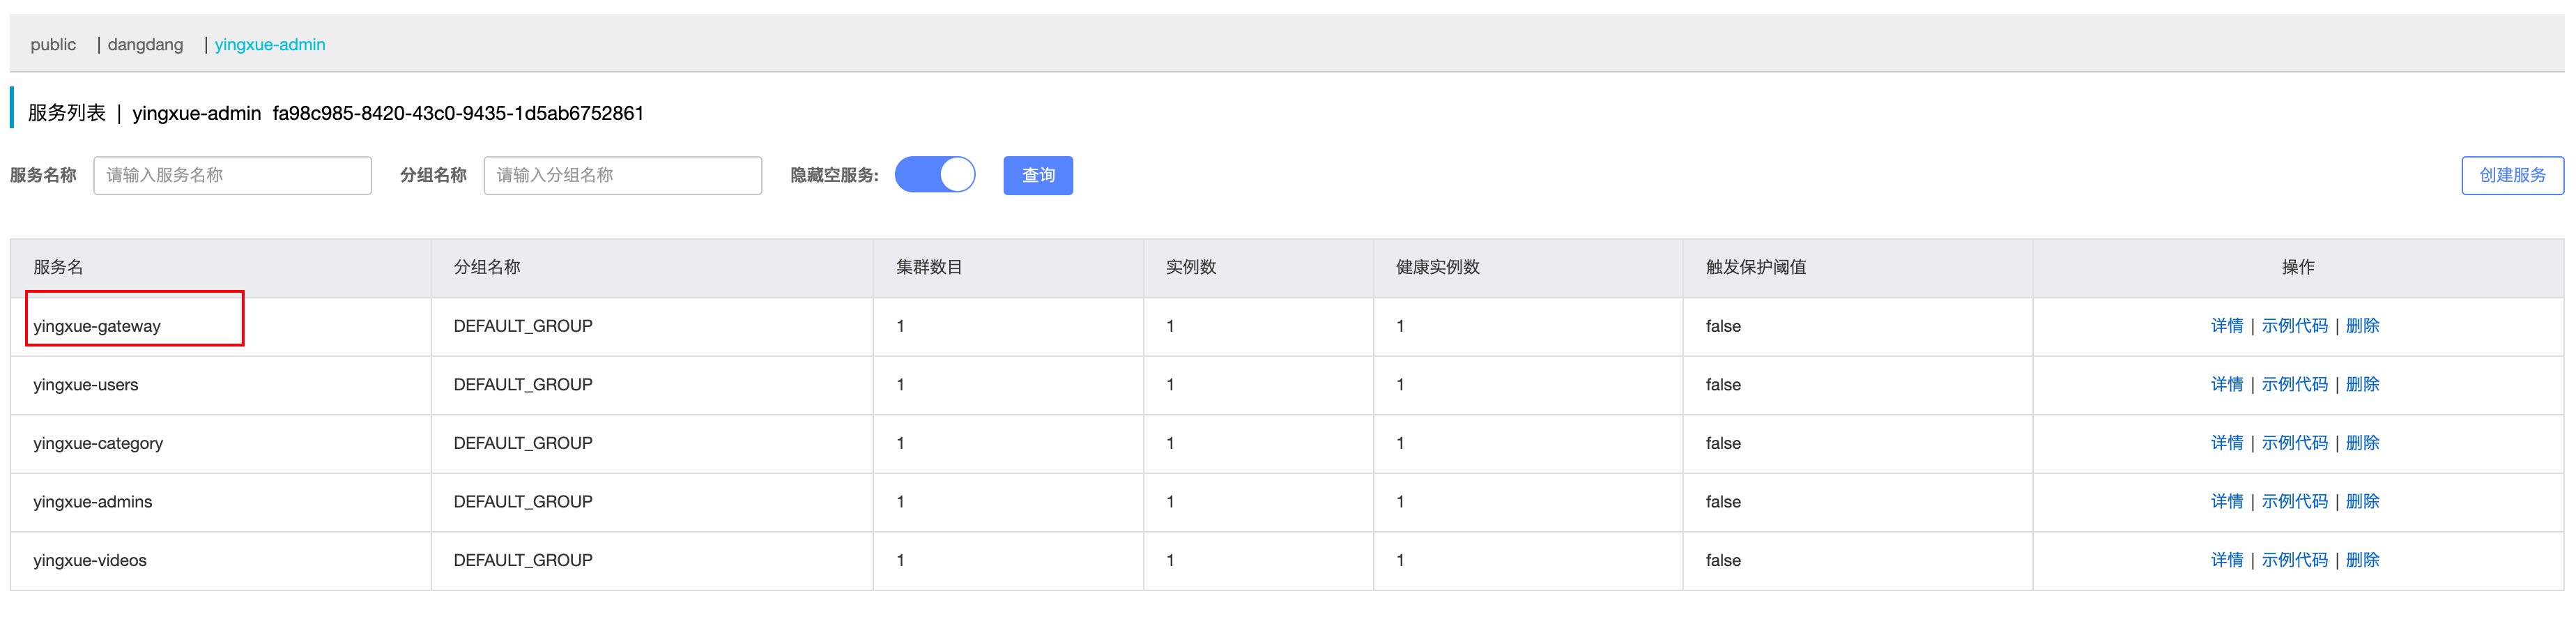 public | dangdang | yingxue-admin
服务列表 | yingxue-admin fa98c985-8420-43c0-9435-1d5ab6752861
服务名称 请输入服务名称 分组名称 请输入分组名称 隐藏空服务: 查询 创建服务
服务名 分组名称 集群数目 实例数 健康实例数 触发保护阈值 操作
yingxue-gateway DEFAULT_GROUP 1 1 1 false 详情 | 示例代码 | 删除
yingxue-users DEFAULT_GROUP 1 1 1 false 详情 | 示例代码 | 删除
yingxue-category DEFAULT_GROUP 1 1 1 false 详情 | 示例代码 | 删除
yingxue-admins DEFAULT_GROUP 1 1 1 false 详情 | 示例代码 | 删除
yingxue-videos DEFAULT_GROUP 1 1 1 false 详情 | 示例代码 | 删除